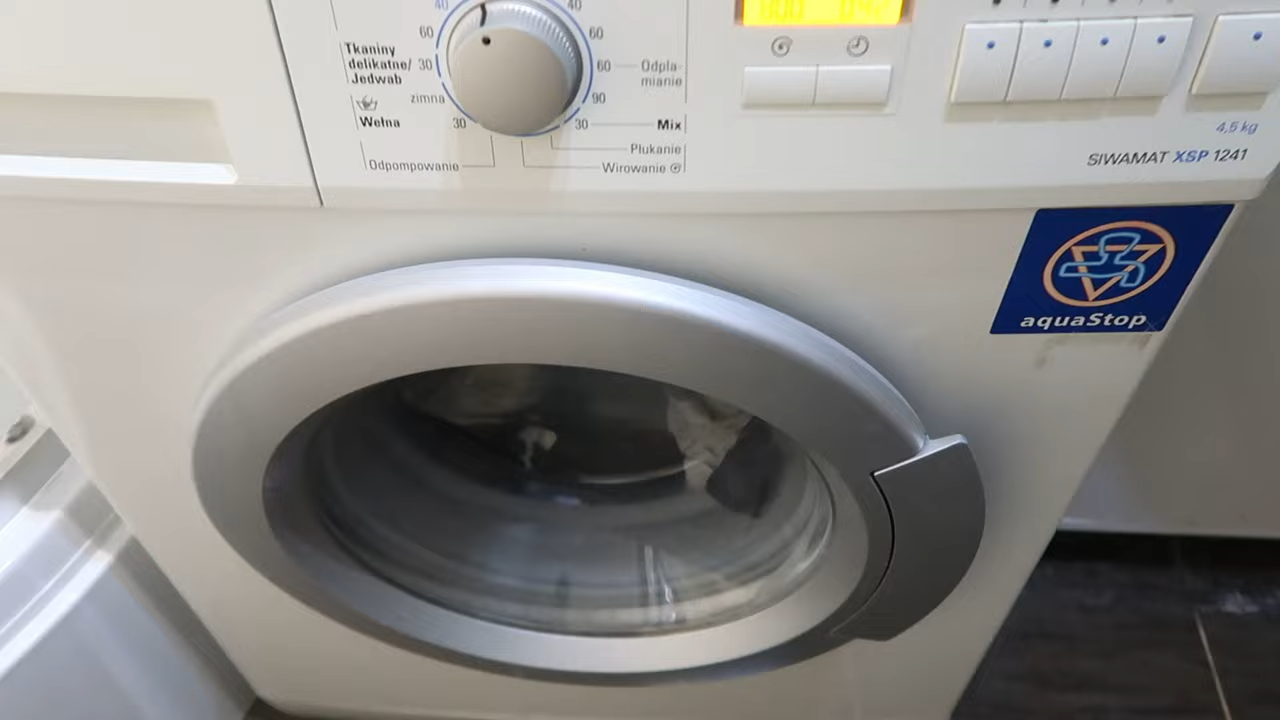 40
40
60
60
Tkaniny
delikatne/
Jedwab
30
60
Odpla-
mianie
zimna
90
Wełna
30
30
Mix
Płukanie
Odpompowanie
Wirowanie
4,5 kg
SIWAMAT XSP 1241
aquaStop